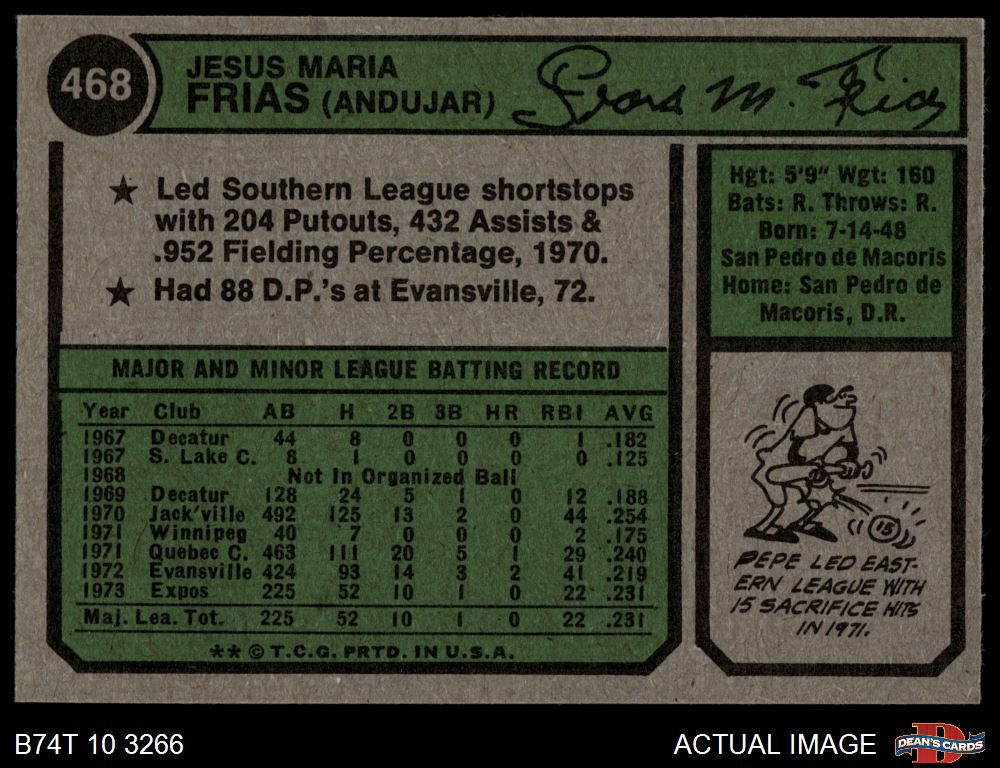 468
JESUS MARIA
FRIAS (ANDUJAR)
★ Led Southern League shortstops
with 204 Putouts, 432 Assists &
.952 Fielding Percentage, 1970.
★ Had 88 D.P.'s at Evansville, 72.
Hgt: 5'9" Wgt: 160
Bats: R. Throws: R.
Born: 7-14-48
San Pedro de Macoris
Home: San Pedro de
Macoris, D.R.
MAJOR AND MINOR LEAGUE BATTING RECORD
Year Club AB H 2B 3B HR RBI AVG
1967 Decatur 44 8 0 0 0 1 .182
1967 S. Lake C. 8 1 0 0 0 0 .125
1968 Not In Organized Ball
1969 Decatur 128 24 5 1 0 12 .188
1970 Jack'ville 492 125 13 2 0 44 .254
1971 Winnipeg 40 7 0 0 0 2 .175
1971 Quebec C. 463 111 20 5 1 29 .240
1972 Evansville 424 93 14 3 2 41 .219
1973 Expos 225 52 10 1 0 22 .231
Maj. Lea. Tot. 225 52 10 1 0 22 .231
** © T.C.G. PRTD. IN U.S.A.
15
PEPE LED EAST-
ERN LEAGUE WITH
15 SACRIFICE HITS
IN 1971.
B74T 10 3266
ACTUAL IMAGE
D
DEAN'S CARDS